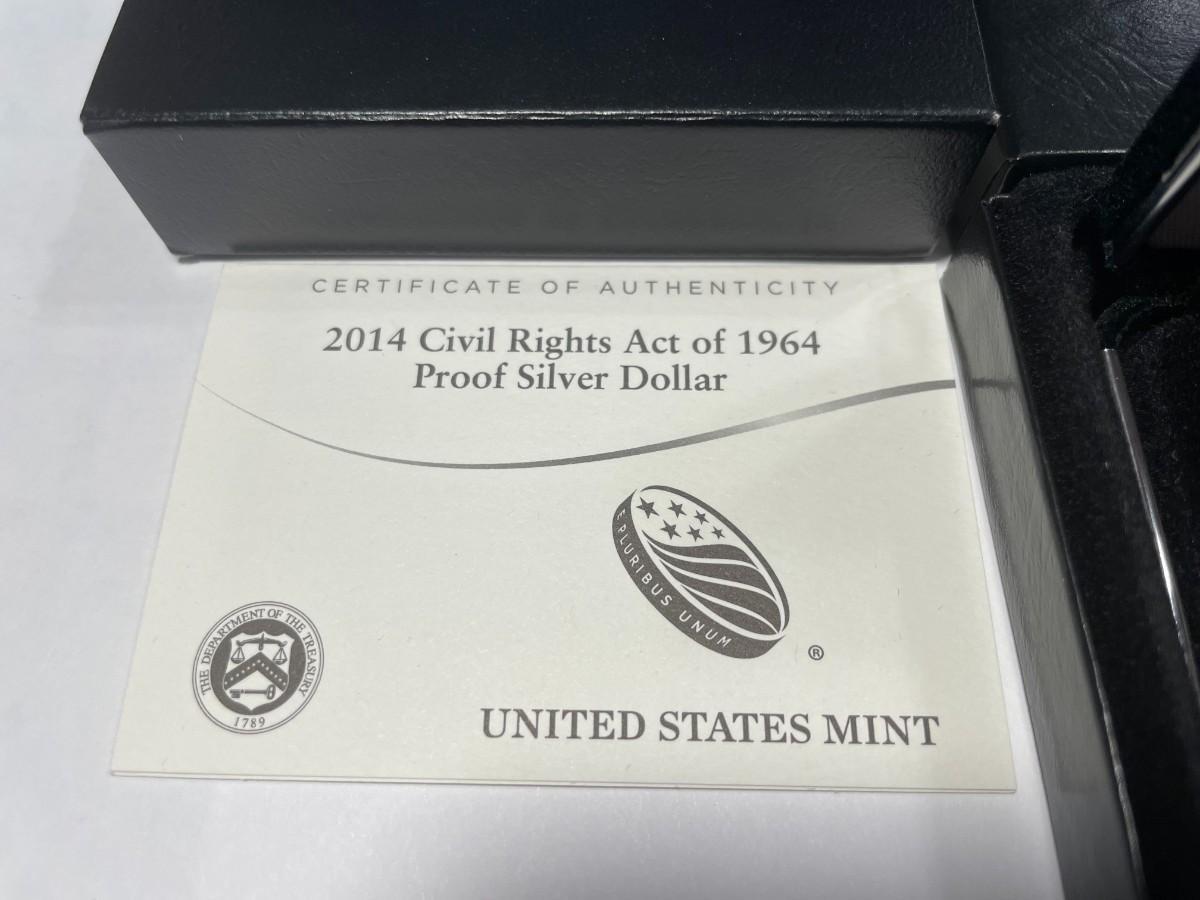 CERTIFICATE OF AUTHENTICITY
2014 Civil Rights Act of 1964
Proof Silver Dollar
E PLURIBUS UNUM
®
THE DEPARTMENT OF THE TREASURY
1789
UNITED STATES MINT